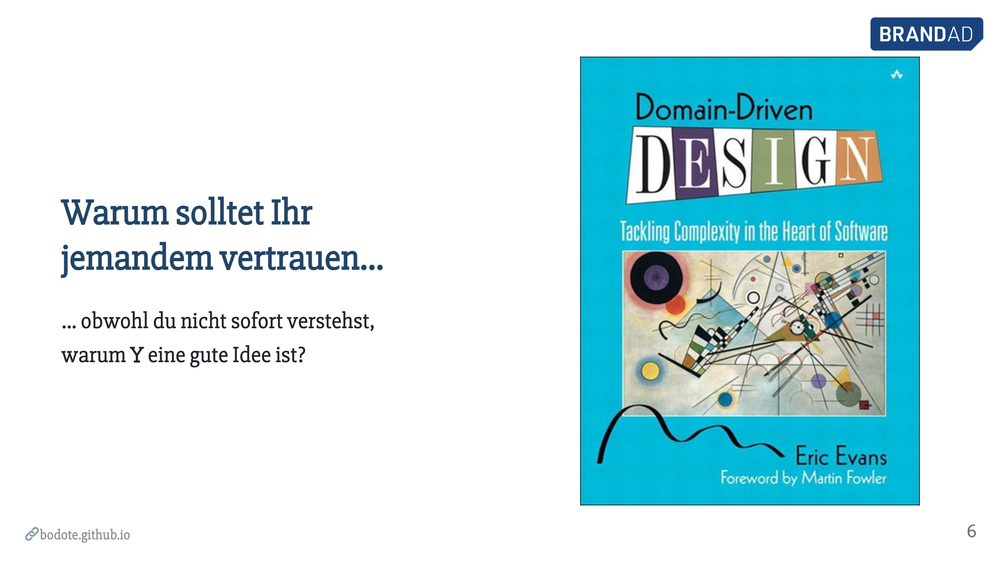 BRANDAD
Warum solltet Ihr
jemandem vertrauen...
... obwohl du nicht sofort verstehst,
warum Y eine gute Idee ist?
Domain-Driven
DESIGN
Tackling Complexity in the Heart of Software
Eric Evans
Foreword by Martin Fowler
bodote.github.io
6